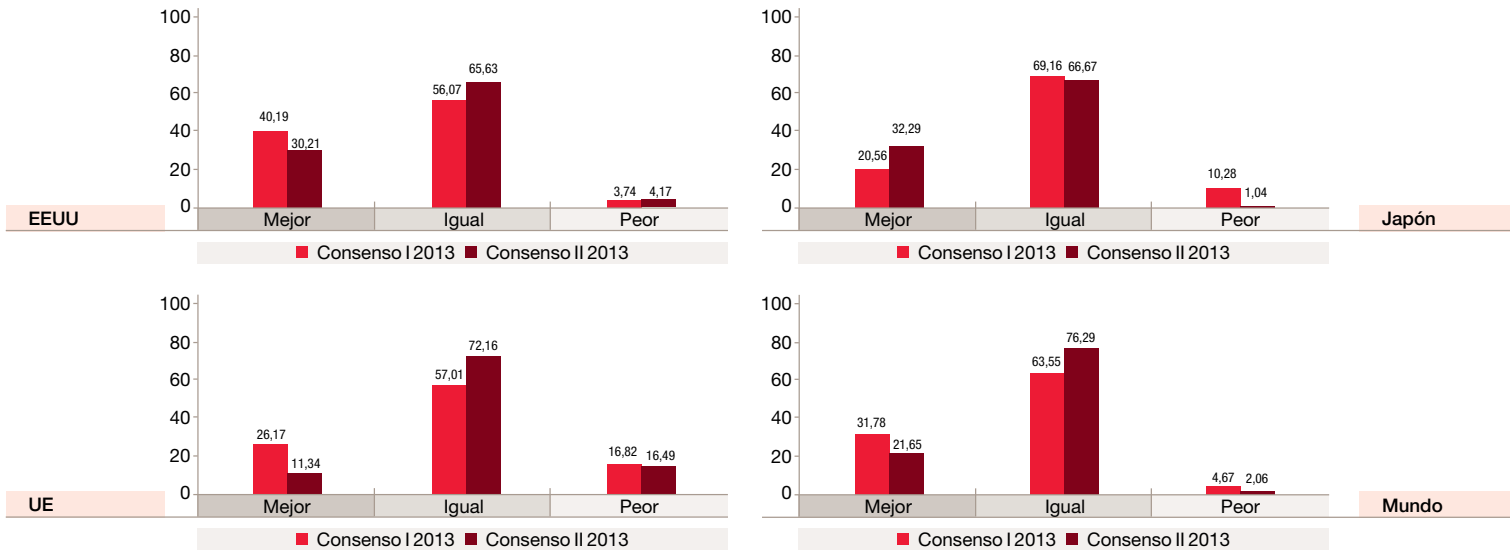 100
80
60
40
20
0
40,19
30,21
56,07
65,63
3,74
4,17
EEUU
Mejor
Igual
Peor
Consenso I 2013
Consenso II 2013
100
80
60
40
20
0
20,56
32,29
69,16
66,67
10,28
1,04
Mejor
Igual
Peor
Japón
Consenso I 2013
Consenso II 2013
100
80
60
40
20
0
26,17
11,34
57,01
72,16
16,82
16,49
UE
Mejor
Igual
Peor
Consenso I 2013
Consenso II 2013
100
80
60
40
20
0
31,78
21,65
63,55
76,29
4,67
2,06
Mejor
Igual
Peor
Mundo
Consenso I 2013
Consenso II 2013